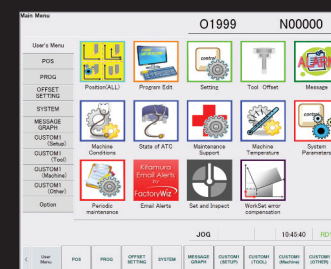 Main Menu
O1999 N00000
User's Menu
POS
PROG
OFFSET
SETTING
SYSTEM
MESSAGE
GRAPH
CUSTOM1
(Setup)
CUSTOM1
(Tool)
CUSTOM1
(Machine)
CUSTOM1
(Other)
Option
control
ALARM
Position(ALL) Program Edit Setting Tool Offset Message
control
Machine
Conditions
State of ATC
Maintenance
Support
Machine
Temperature
System
Parameters
Kitamura
Email Alerts
by
FactoryWiz
Periodic
maintenance
Email Alerts
Set and Inspect
WorkSet error
compensation
JOG 10:45:40
< User
Menu
POS
PROG
OFFSET
SETTING
SYSTEM
MESSAGE
GRAPH
CUSTOM1
(SETUP)
CUSTOM1
(TOOL)
CUSTOM1
(Machine)
CUSTOM1
(OTHER)